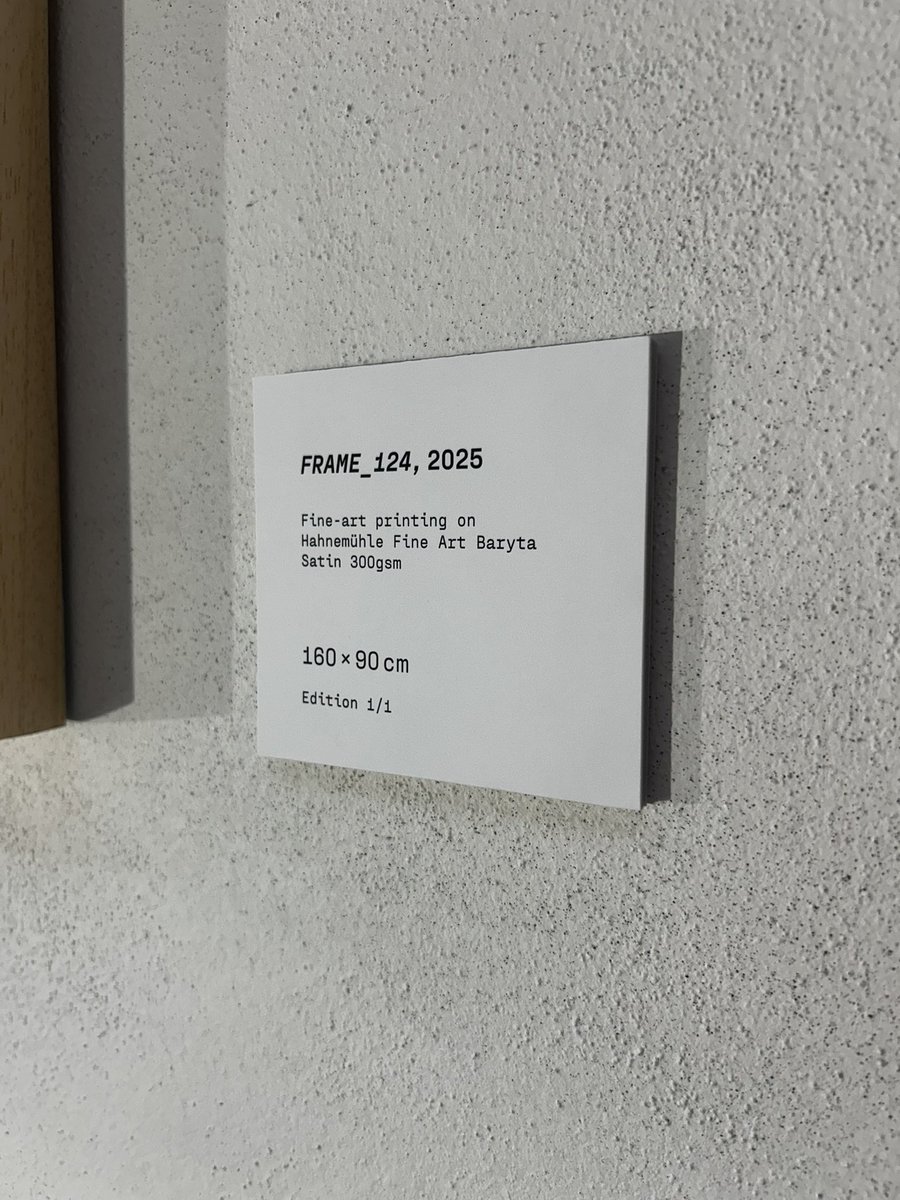 FRAME_124, 2025
Fine-art printing on
Hahnemühle Fine Art Baryta
Satin 300gsm
160 × 90 cm
Edition 1/1